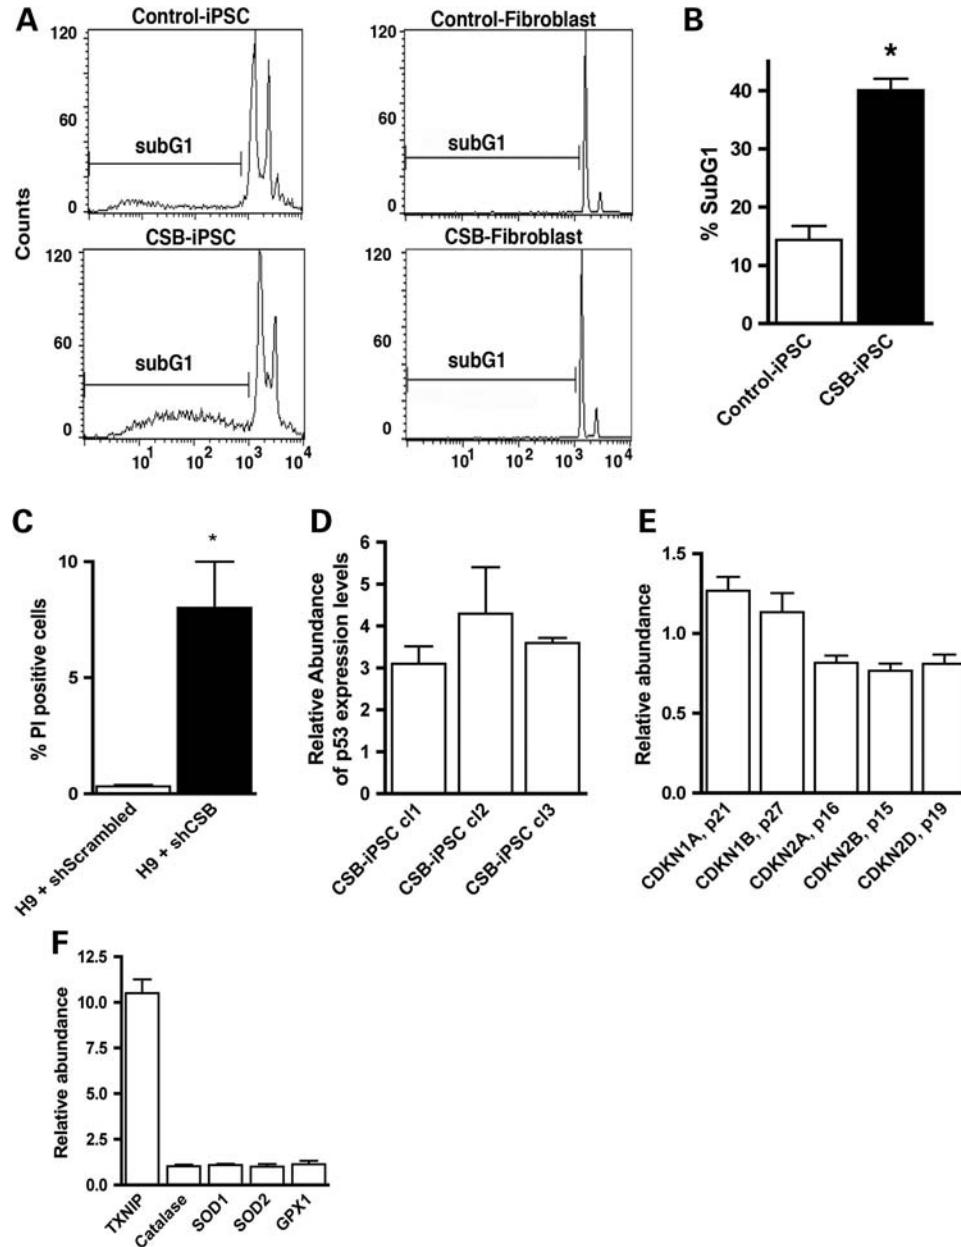 A
Control-iPSC
Control-Fibroblast
120
60
0
subG1
120
60
0
subG1
Counts
CSB-iPSC
CSB-Fibroblast
120
60
0
subG1
10¹ 10² 10³ 10⁴
120
60
0
subG1
10¹ 10² 10³ 10⁴
B
% SubG1
40
30
20
10
0
*
Control-iPSC
CSB-iPSC
C
% PI positive cells
10
5
0
*
H9 + shScrambled
H9 + shCSB
D
Relative Abundance
of p53 expression levels
6
5
4
3
2
1
0
CSB-iPSC cl1
CSB-iPSC cl2
CSB-iPSC cl3
E
Relative abundance
1.5
1.0
0.5
0.0
CDKN1A, p21
CDKN1B, p27
CDKN2A, p16
CDKN2B, p15
CDKN2D, p19
F
Relative abundance
12.5
10.0
7.5
5.0
2.5
0.0
TXNIP
Catalase
SOD1
SOD2
GPX1